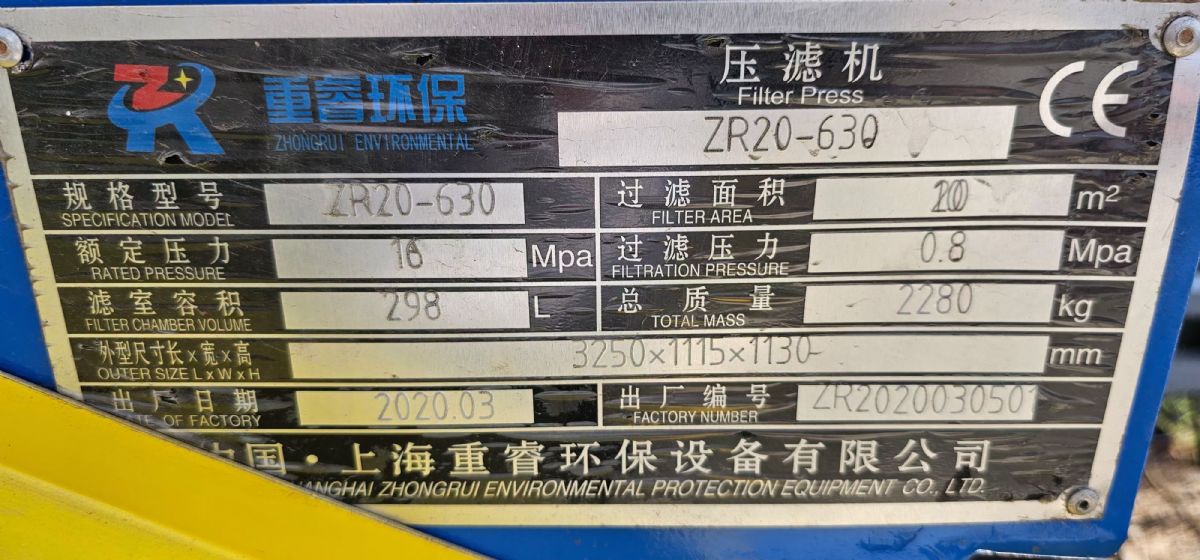 重睿环保
ZHONGRUI ENVIRONMENTAL
压滤机
Filter Press
ZR20-630
CE
规格型号 ZR20-630 过滤面积 20 m²
SPECIFICATION MODEL FILTER AREA
额定压力 16 Mpa 过滤压力 0.8 Mpa
RATED PRESSURE FILTRATION PRESSURE
滤室容积 298 L 总质量 2280 kg
FILTER CHAMBER VOLUME TOTAL MASS
外型尺寸长×宽×高 3250×1115×1130 mm
OUTER SIZE L x W x H
出厂日期 2020.03 出厂编号 ZR2020030501
OF FACTORY FACTORY NUMBER
中国·上海重睿环保设备有限公司
ZHONGRUI ENVIRONMENTAL PROTECTION EQUIPMENT CO., LTD.